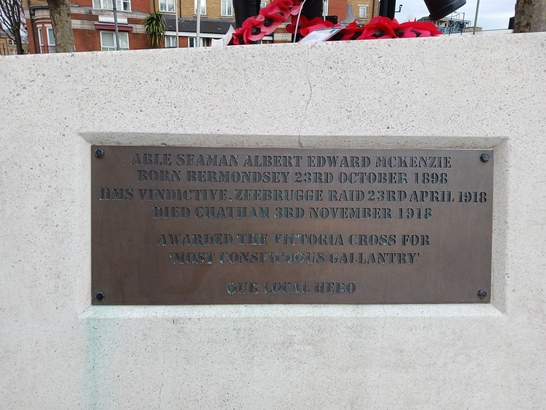 ABLE SEAMAN ALBERT EDWARD MCKENZIE
BORN BERMONDSEY 23RD OCTOBER 1898
HMS VINDICTIVE. ZEEBRUGGE RAID 23RD APRIL 1918
DIED CHATHAM 3RD NOVEMBER 1918
AWARDED THE VICTORIA CROSS FOR
'MOST CONSPICUOUS GALLANTRY'
OUR LOCAL HERO